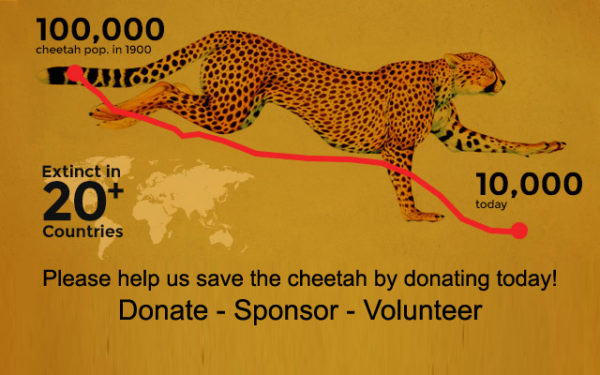 100,000
cheetah pop. in 1900
Extinct in
20+
Countries
10,000
today
Please help us save the cheetah by donating today!
Donate - Sponsor - Volunteer